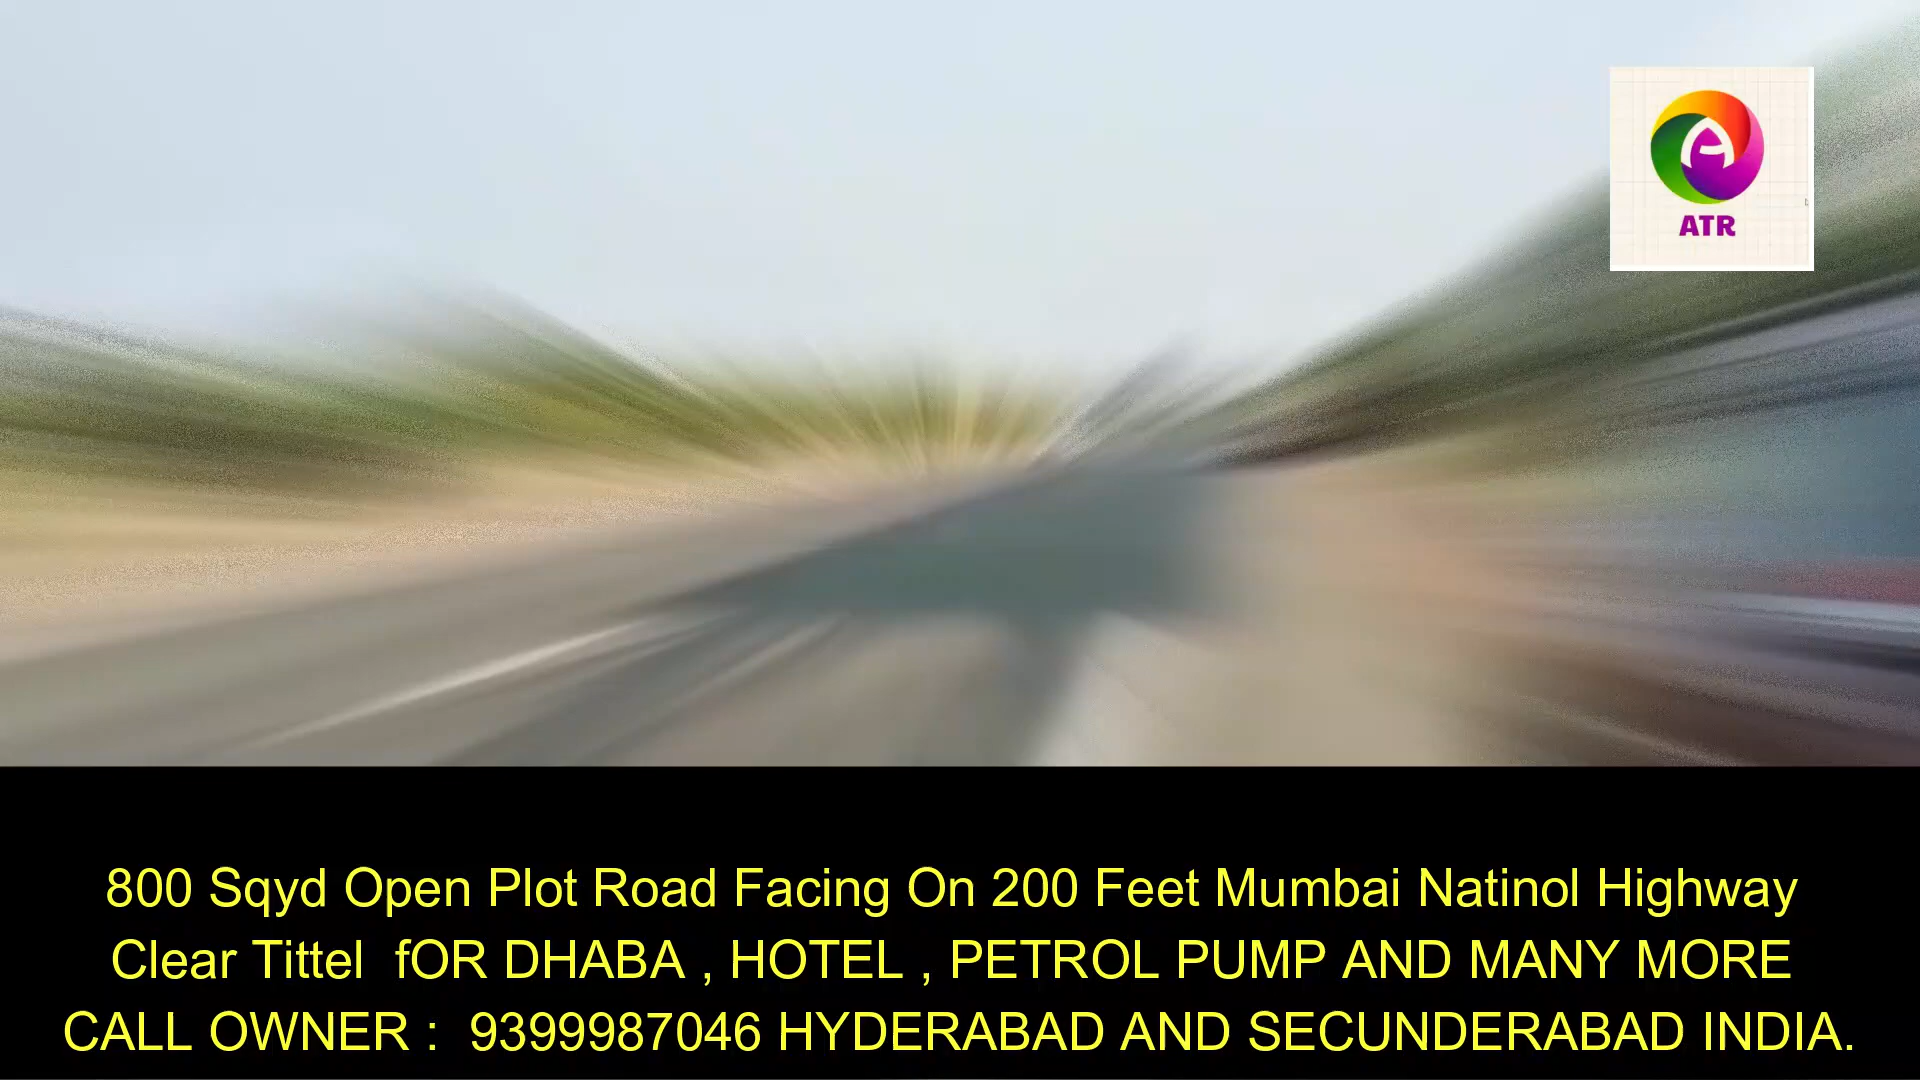 ATR
800 Sqyd Open Plot Road Facing On 200 Feet Mumbai Natinol Highway
Clear Tittel  fOR DHABA , HOTEL , PETROL PUMP AND MANY MORE
CALL OWNER :  9399987046 HYDERABAD AND SECUNDERABAD INDIA.